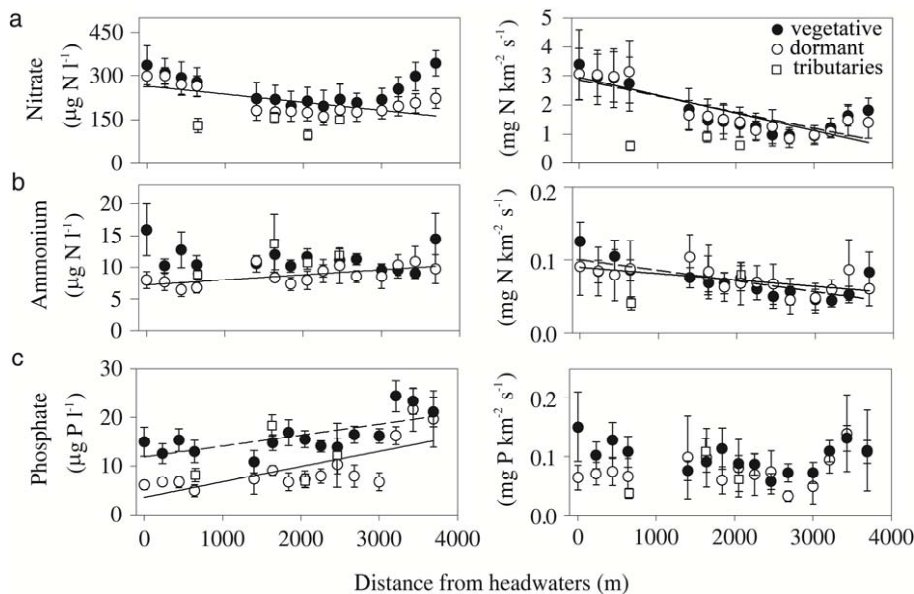 a
Nitrate
(µg N l⁻¹)
450
300
150
0
(mg N km⁻² s⁻¹)
5
4
3
2
1
0
vegetative
dormant
tributaries
b
Ammonium
(µg N l⁻¹)
20
15
10
5
0
(mg N km⁻² s⁻¹)
0.2
0.1
0.0
c
Phosphate
(µg P l⁻¹)
30
20
10
0
0 1000 2000 3000 4000
(mg P km⁻² s⁻¹)
0.2
0.1
0.0
0 1000 2000 3000 4000
Distance from headwaters (m)